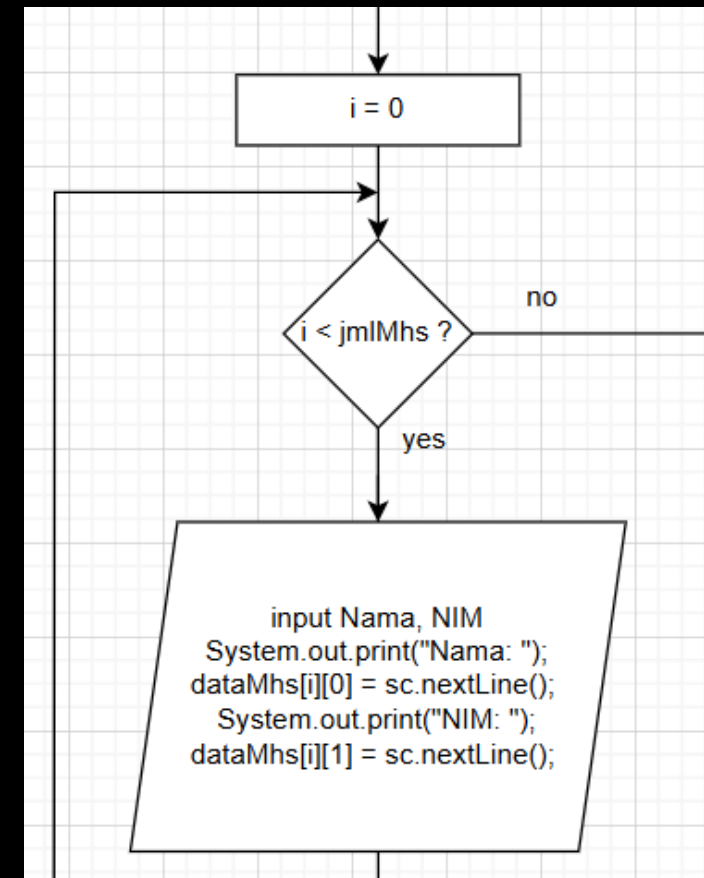 i = 0
i < jmlMhs ?
no
yes
input Nama, NIM
System.out.print("Nama: ");
dataMhs[i][0] = sc.nextLine();
System.out.print("NIM: ");
dataMhs[i][1] = sc.nextLine();